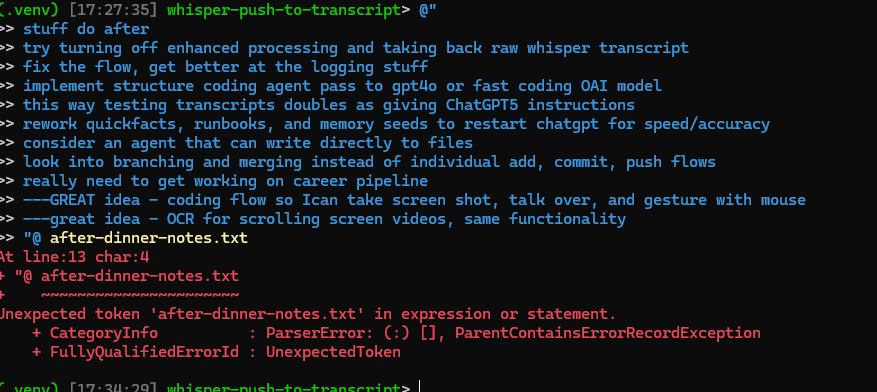 (.venv) [17:27:35] whisper-push-to-transcript> @"
>> stuff do after
>> try turning off enhanced processing and taking back raw whisper transcript
>> fix the flow, get better at the logging stuff
>> implement structure coding agent pass to gpt4o or fast coding OAI model
>> this way testing transcripts doubles as giving ChatGPT5 instructions
>> rework quickfacts, runbooks, and memory seeds to restart chatgpt for speed/accuracy
>> consider an agent that can write directly to files
>> look into branching and merging instead of individual add, commit, push flows
>> really need to get working on career pipeline
>> ---GREAT idea - coding flow so Ican take screen shot, talk over, and gesture with mouse
>> ---great idea - OCR for scrolling screen videos, same functionality
>> "@ after-dinner-notes.txt
At line:13 char:4
+ "@ after-dinner-notes.txt
+    ~~~~~~~~~~~~~~~~~~~~~~
Unexpected token 'after-dinner-notes.txt' in expression or statement.
    + CategoryInfo          : ParserError: (:) [], ParentContainsErrorRecordException
    + FullyQualifiedErrorId : UnexpectedToken
(.venv) [17:34:29] whisper-push-to-transcript>